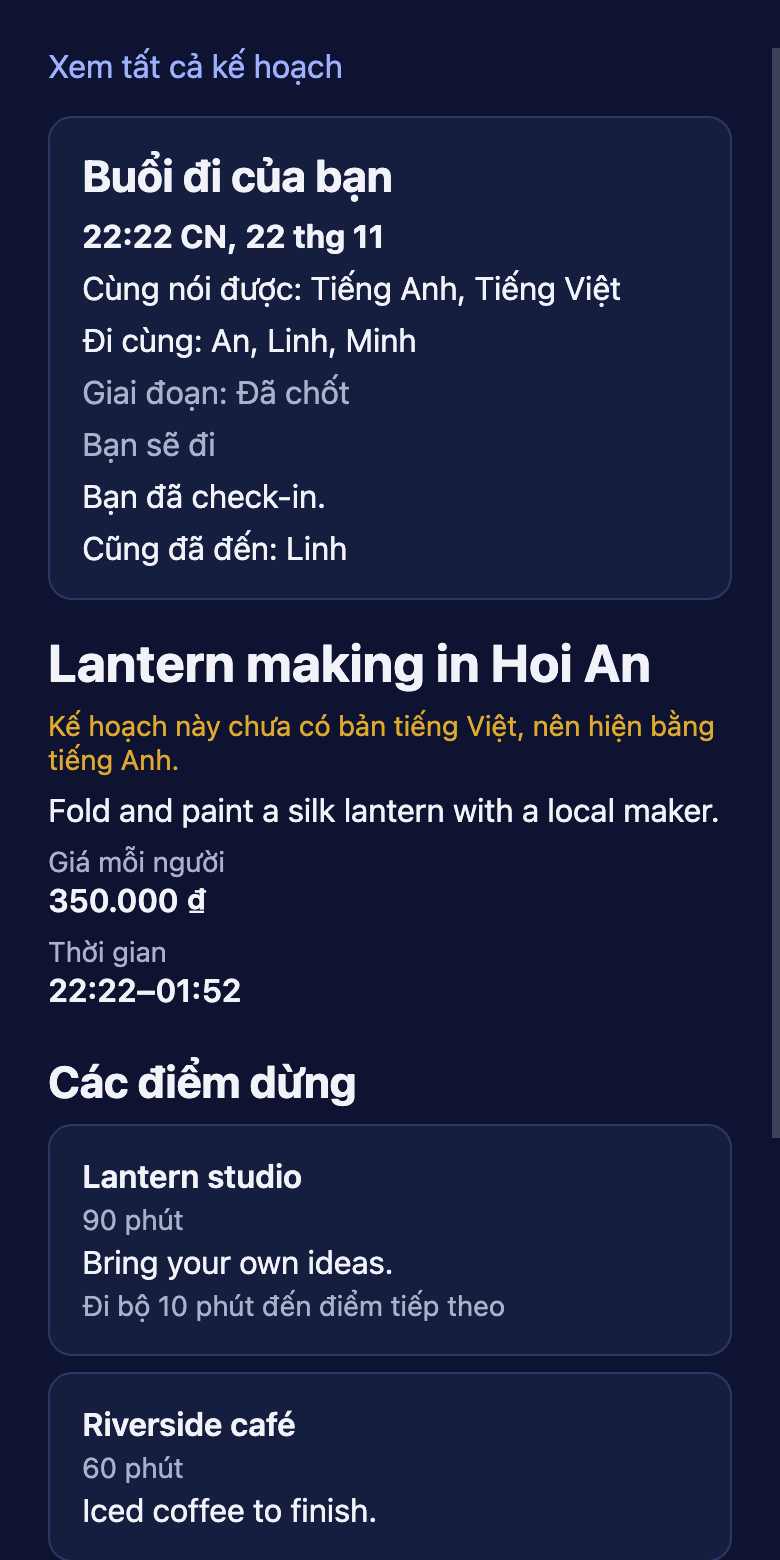 Xem tất cả kế hoạch
Buổi đi của bạn
22:22 CN, 22 thg 11
Cùng nói được: Tiếng Anh, Tiếng Việt
Đi cùng: An, Linh, Minh
Giai đoạn: Đã chốt
Bạn sẽ đi
Bạn đã check-in.
Cũng đã đến: Linh
Lantern making in Hoi An
Kế hoạch này chưa có bản tiếng Việt, nên hiện bằng
tiếng Anh.
Fold and paint a silk lantern with a local maker.
Giá mỗi người
350.000 ₫
Thời gian
22:22–01:52
Các điểm dừng
Lantern studio
90 phút
Bring your own ideas.
Đi bộ 10 phút đến điểm tiếp theo
Riverside café
60 phút
Iced coffee to finish.